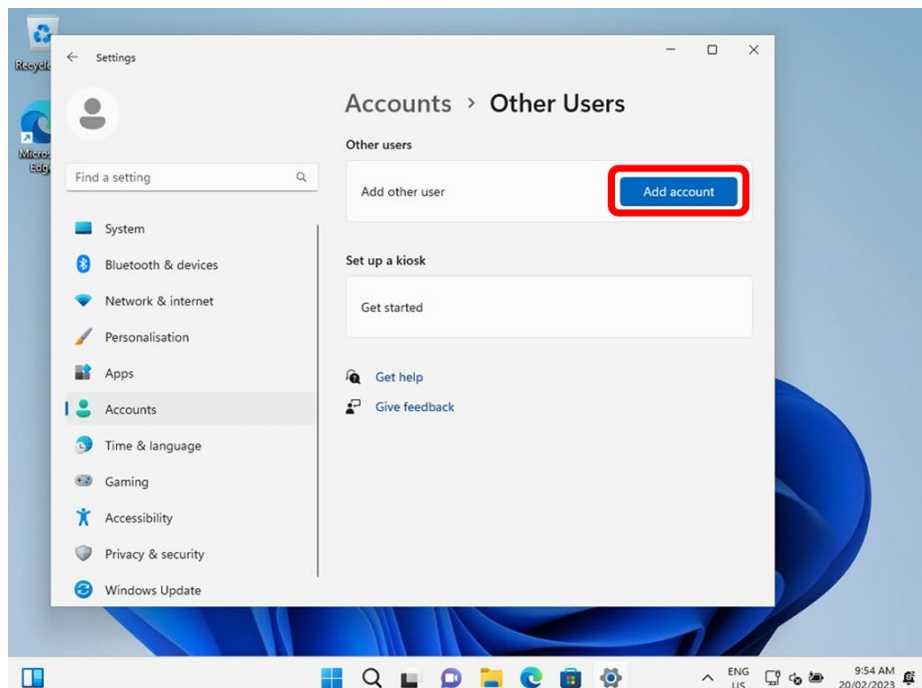 Recycle
Micros
Edge
Settings
Find a setting
System
Bluetooth & devices
Network & internet
Personalisation
Apps
Accounts
Time & language
Gaming
Accessibility
Privacy & security
Windows Update
Accounts > Other Users
Other users
Add other user
Add account
Set up a kiosk
Get started
Get help
Give feedback
ENG
US
9:54 AM
20/02/2023